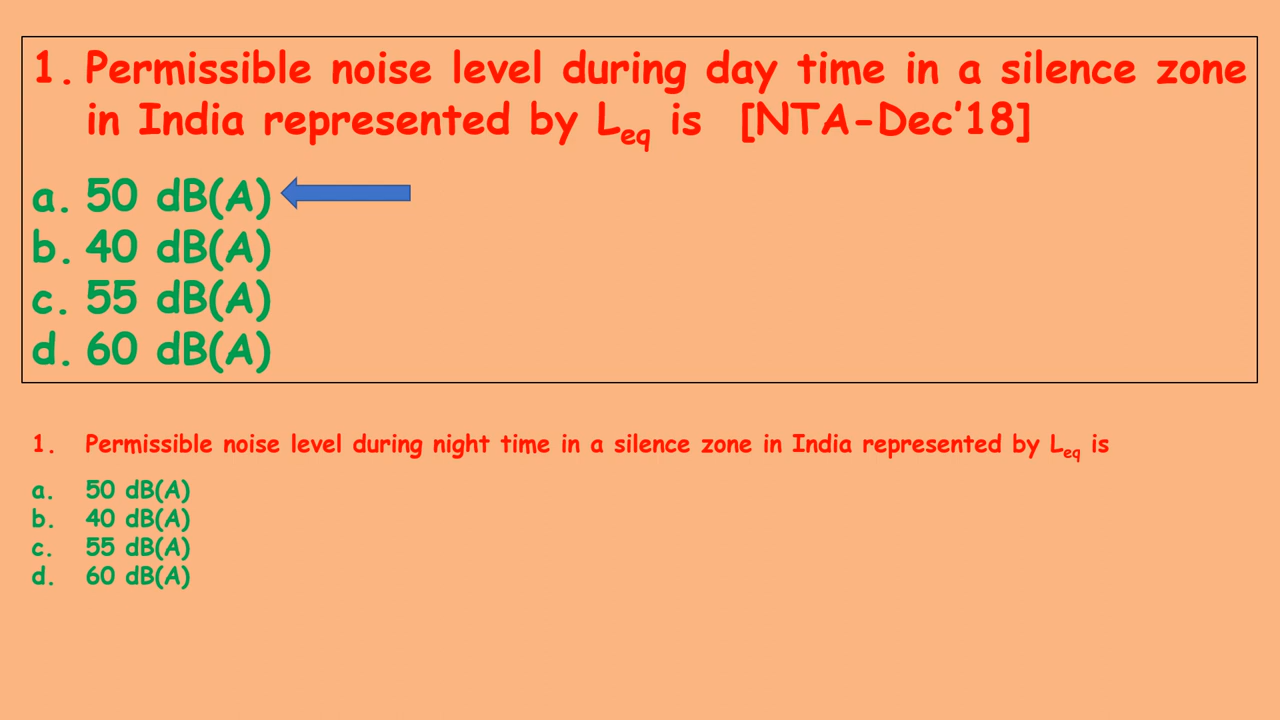 1. Permissible noise level during day time in a silence zone
in India represented by Leq is [NTA-Dec'18]
a. 50 dB(A)
b. 40 dB(A)
c. 55 dB(A)
d. 60 dB(A)
1. Permissible noise level during night time in a silence zone in India represented by Leq is
a. 50 dB(A)
b. 40 dB(A)
c. 55 dB(A)
d. 60 dB(A)